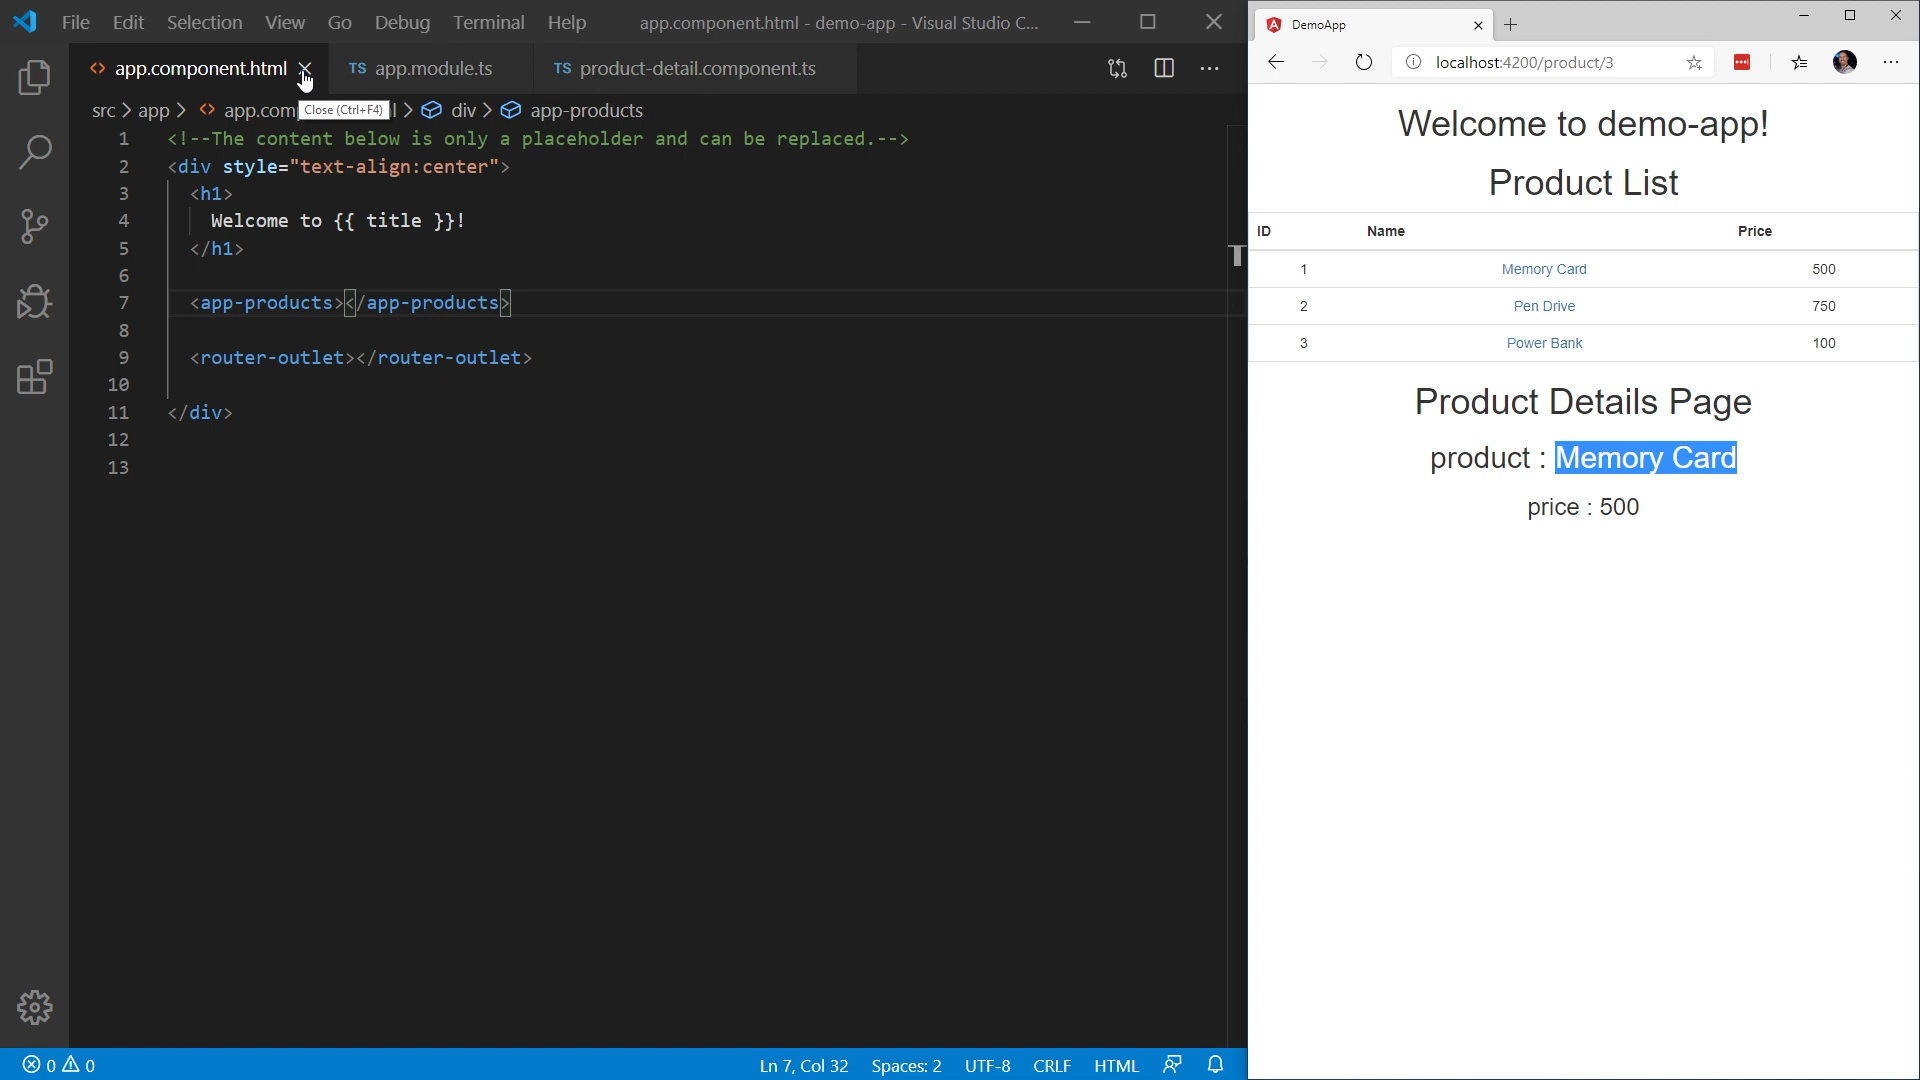 File Edit Selection View Go Debug Terminal Help app.component.html - demo-app - Visual Studio C...
<> app.component.html TS app.module.ts TS product-detail.component.ts
src > app > <> app.com l > div > app-products
Close (Ctrl+F4)
1 <!--The content below is only a placeholder and can be replaced.-->
2 <div style="text-align:center">
3 <h1>
4 Welcome to {{ title }}!
5 </h1>
6
7 <app-products></app-products>
8
9 <router-outlet></router-outlet>
10
11 </div>
12
13
0 0 Ln 7, Col 32 Spaces: 2 UTF-8 CRLF HTML
DemoApp
localhost:4200/product/3
Welcome to demo-app!
Product List
ID Name Price
1 Memory Card 500
2 Pen Drive 750
3 Power Bank 100
Product Details Page
product : Memory Card
price : 500